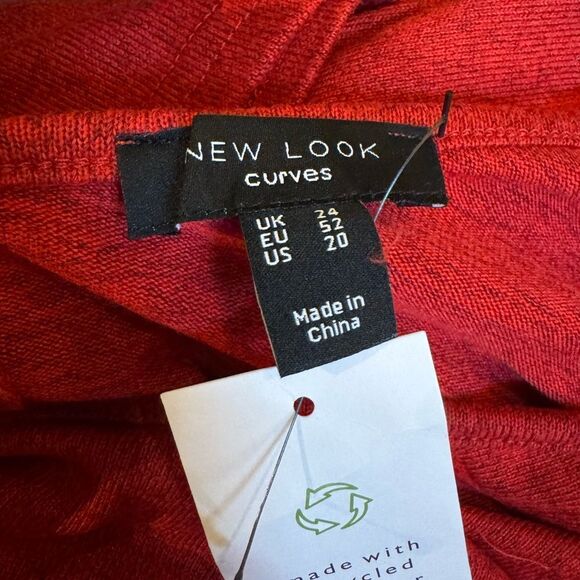 NEW LOOK
curves
UK 24
EU 52
US 20
Made in
China
made with